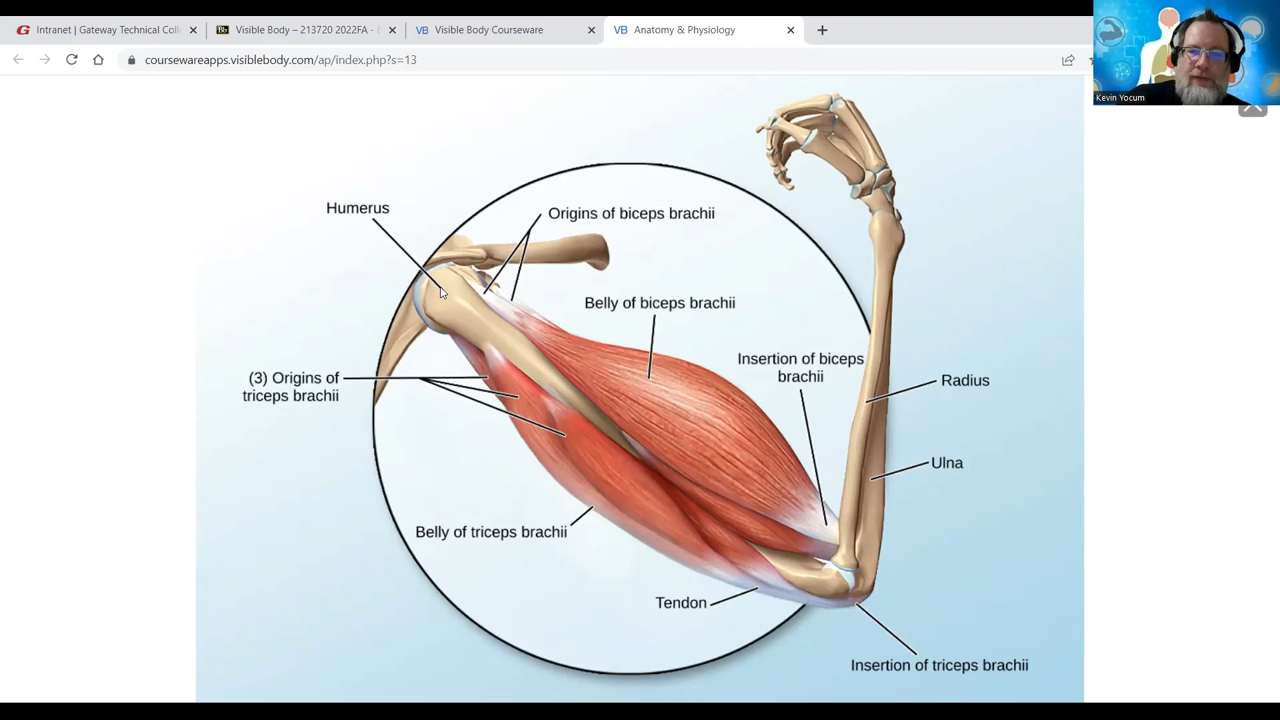 Intranet | Gateway Technical Coll
Visible Body – 213720 2022FA -
Visible Body Courseware
Anatomy & Physiology
coursewareapps.visiblebody.com/ap/index.php?s=13
Kevin Yocum
Humerus
Origins of biceps brachii
Belly of biceps brachii
Insertion of biceps
brachii
(3) Origins of
triceps brachii
Radius
Ulna
Belly of triceps brachii
Tendon
Insertion of triceps brachii